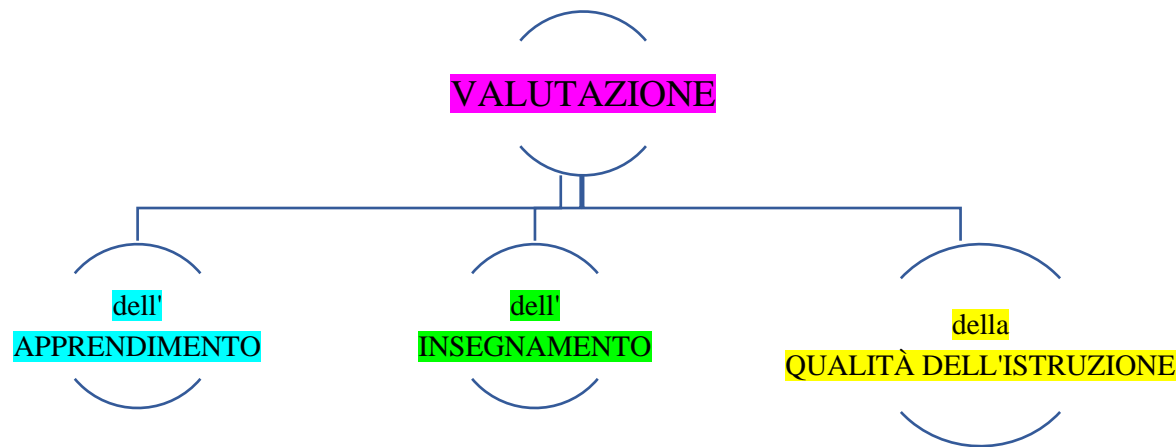 VALUTAZIONE
dell'
APPRENDIMENTO
dell'
INSEGNAMENTO
della
QUALITÀ DELL'ISTRUZIONE